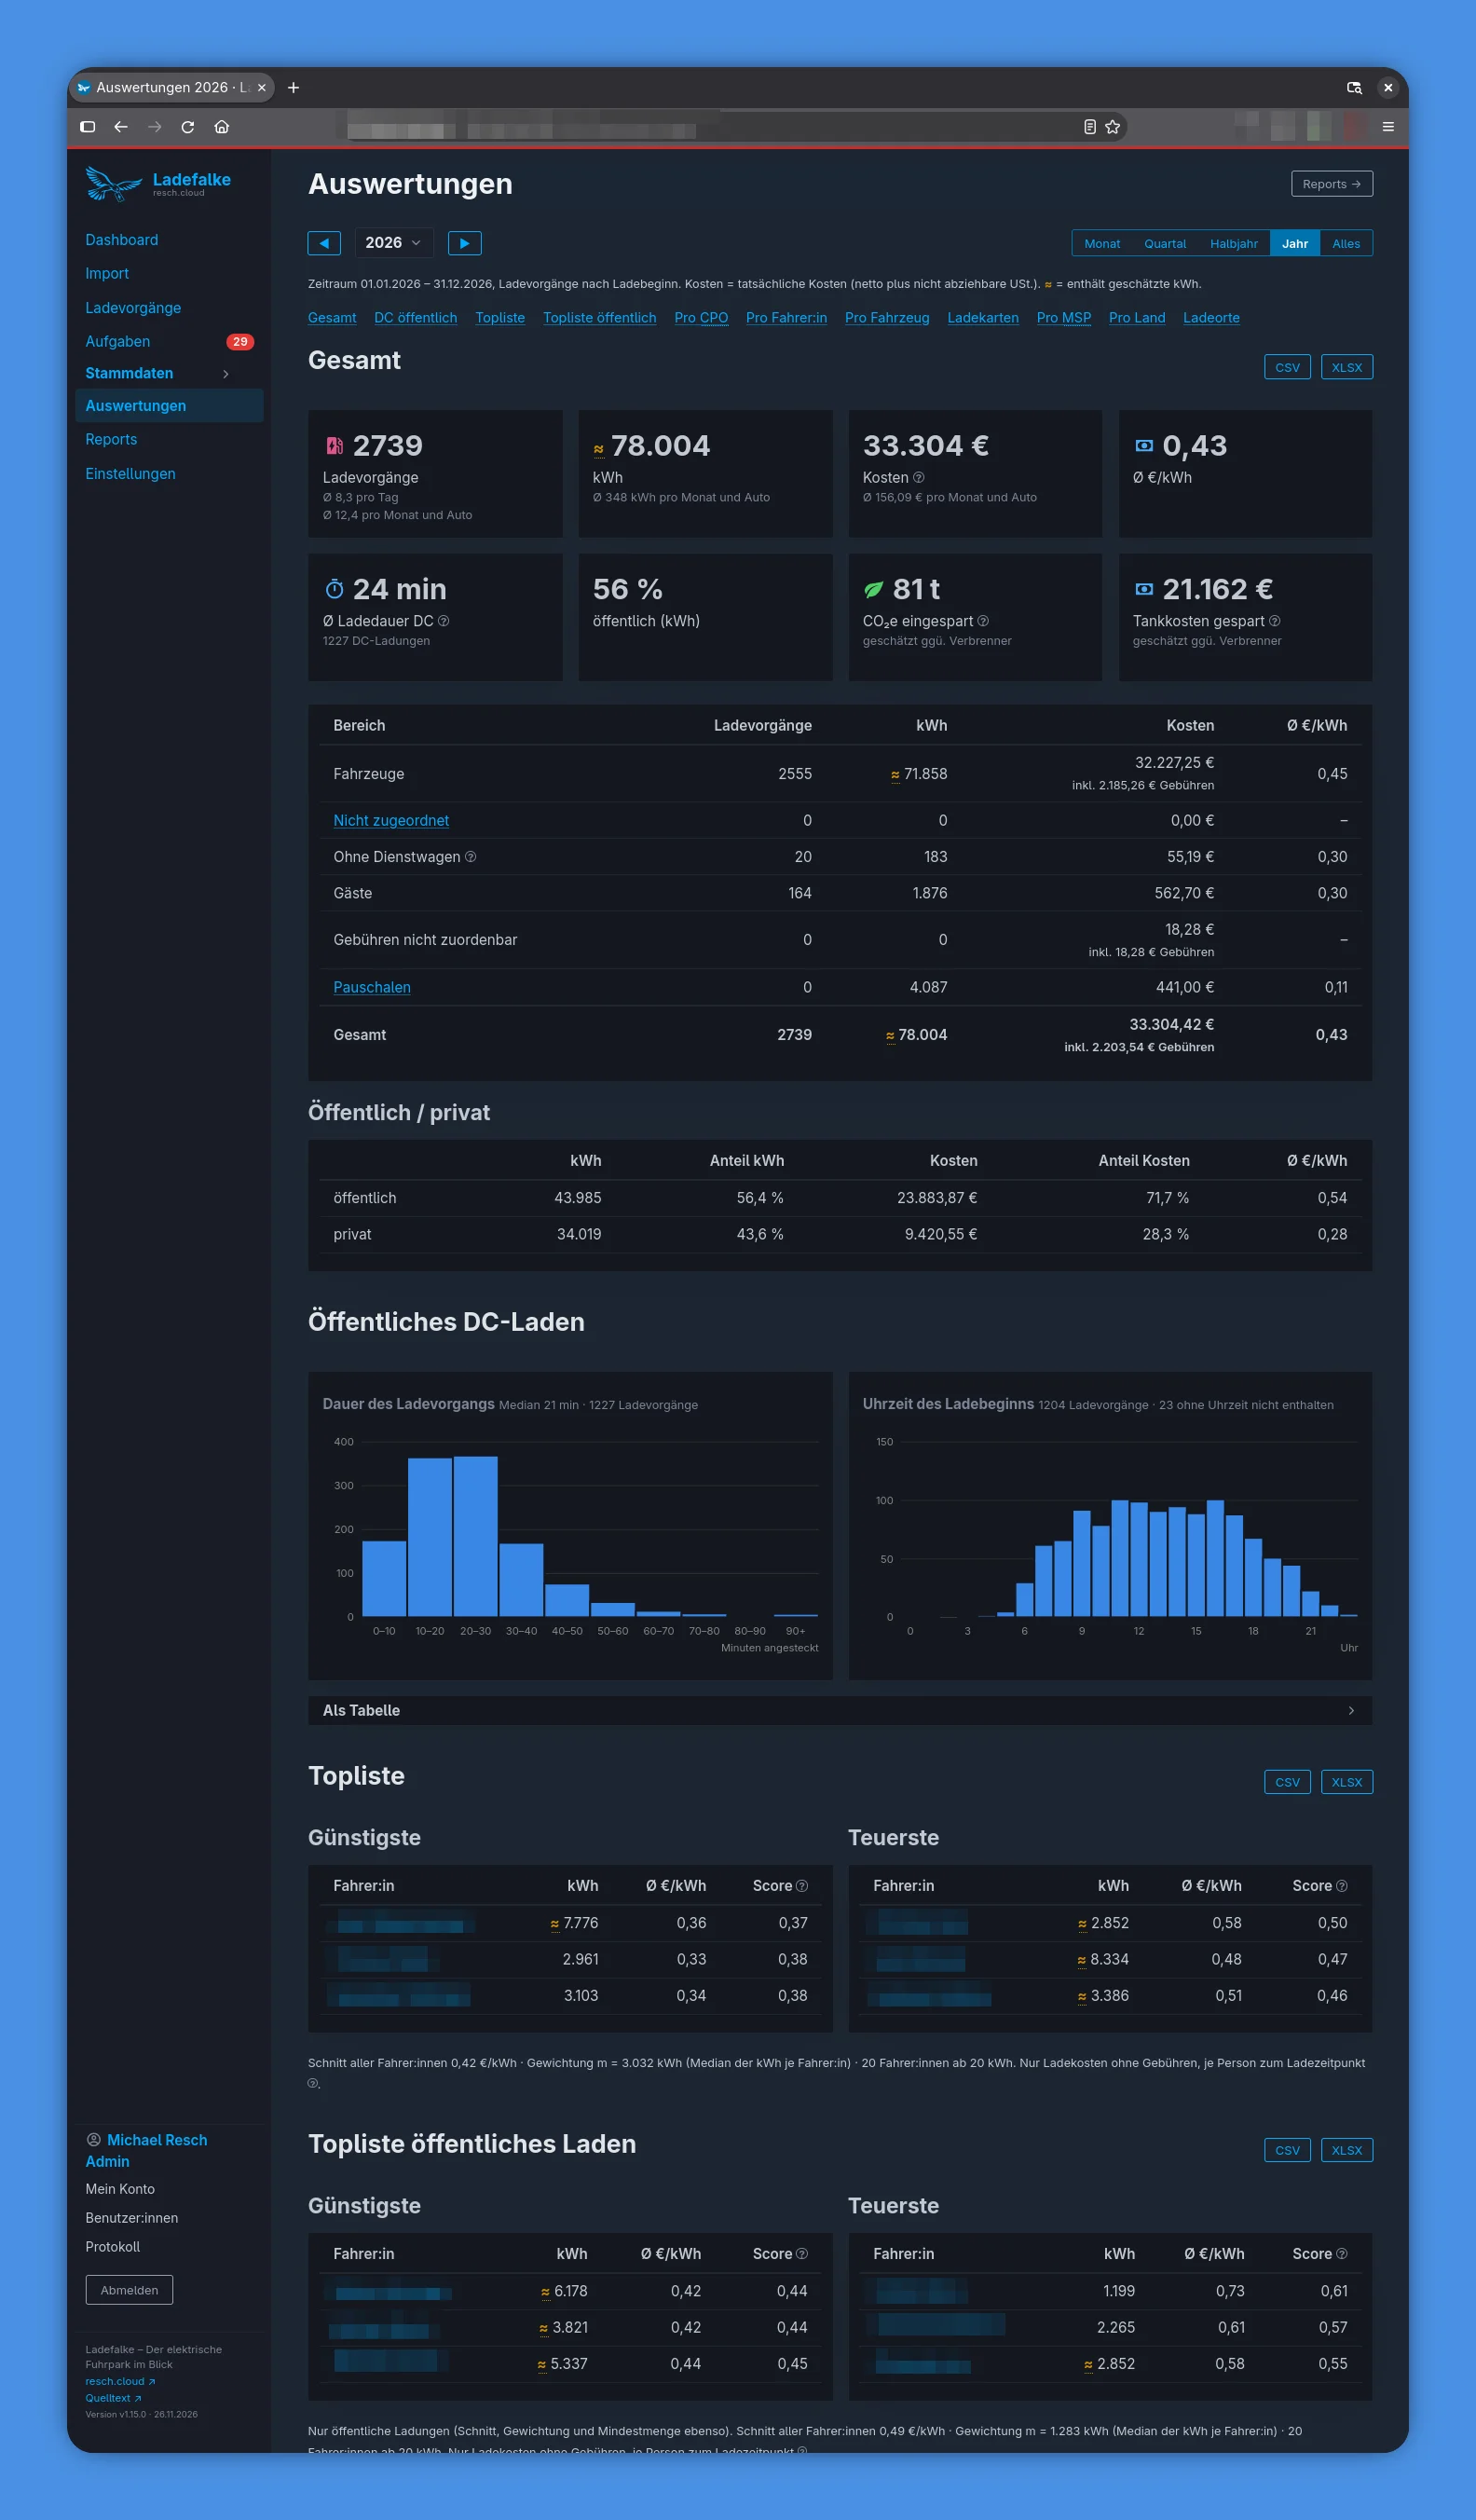 Auswertungen 2026 · L
Ladefalke
resch.cloud
Dashboard
Import
Ladevorgänge
Aufgaben 29
Stammdaten
Auswertungen
Reports
Einstellungen
Michael Resch
Admin
Mein Konto
Benutzer:innen
Protokoll
Abmelden
Ladefalke – Der elektrische
Fuhrpark im Blick
resch.cloud ↗
Quelltext ↗
Version v1.15.0 · 26.11.2026
Auswertungen
Reports →
2026
Monat Quartal Halbjahr Jahr Alles
Zeitraum 01.01.2026 – 31.12.2026, Ladevorgänge nach Ladebeginn. Kosten = tatsächliche Kosten (netto plus nicht abziehbare USt.). ≈ = enthält geschätzte kWh.
Gesamt DC öffentlich Topliste Topliste öffentlich Pro CPO Pro Fahrer:in Pro Fahrzeug Ladekarten Pro MSP Pro Land Ladeorte
Gesamt
CSV XLSX
2739
Ladevorgänge
Ø 8,3 pro Tag
Ø 12,4 pro Monat und Auto
≈ 78.004
kWh
Ø 348 kWh pro Monat und Auto
33.304 €
Kosten ?
Ø 156,09 € pro Monat und Auto
0,43
Ø €/kWh
24 min
Ø Ladedauer DC ?
1227 DC-Ladungen
56 %
öffentlich (kWh)
81 t
CO₂e eingespart ?
geschätzt ggü. Verbrenner
21.162 €
Tankkosten gespart ?
geschätzt ggü. Verbrenner
Bereich Ladevorgänge kWh Kosten Ø €/kWh
Fahrzeuge 2555 ≈ 71.858 32.227,25 € 0,45
inkl. 2.185,26 € Gebühren
Nicht zugeordnet 0 0 0,00 € –
Ohne Dienstwagen ? 20 183 55,19 € 0,30
Gäste 164 1.876 562,70 € 0,30
Gebühren nicht zuordenbar 0 0 18,28 € –
inkl. 18,28 € Gebühren
Pauschalen 0 4.087 441,00 € 0,11
Gesamt 2739 ≈ 78.004 33.304,42 € 0,43
inkl. 2.203,54 € Gebühren
Öffentlich / privat
kWh Anteil kWh Kosten Anteil Kosten Ø €/kWh
öffentlich 43.985 56,4 % 23.883,87 € 71,7 % 0,54
privat 34.019 43,6 % 9.420,55 € 28,3 % 0,28
Öffentliches DC-Laden
Dauer des Ladevorgangs Median 21 min · 1227 Ladevorgänge
400
300
200
100
0
0–10 10–20 20–30 30–40 40–50 50–60 60–70 70–80 80–90 90+
Minuten angesteckt
Uhrzeit des Ladebeginns 1204 Ladevorgänge · 23 ohne Uhrzeit nicht enthalten
150
100
50
0
0 3 6 9 12 15 18 21
Uhr
Als Tabelle
Topliste
CSV XLSX
Günstigste
Fahrer:in kWh Ø €/kWh Score ?
≈ 7.776 0,36 0,37
2.961 0,33 0,38
3.103 0,34 0,38
Teuerste
Fahrer:in kWh Ø €/kWh Score ?
≈ 2.852 0,58 0,50
≈ 8.334 0,48 0,47
≈ 3.386 0,51 0,46
Schnitt aller Fahrer:innen 0,42 €/kWh · Gewichtung m = 3.032 kWh (Median der kWh je Fahrer:in) · 20 Fahrer:innen ab 20 kWh. Nur Ladekosten ohne Gebühren, je Person zum Ladezeitpunkt
?.
Topliste öffentliches Laden
CSV XLSX
Günstigste
Fahrer:in kWh Ø €/kWh Score ?
≈ 6.178 0,42 0,44
≈ 3.821 0,42 0,44
≈ 5.337 0,44 0,45
Teuerste
Fahrer:in kWh Ø €/kWh Score ?
1.199 0,73 0,61
2.265 0,61 0,57
≈ 2.852 0,58 0,55
Nur öffentliche Ladungen (Schnitt, Gewichtung und Mindestmenge ebenso). Schnitt aller Fahrer:innen 0,49 €/kWh · Gewichtung m = 1.283 kWh (Median der kWh je Fahrer:in) · 20
Fahrer:innen ab 20 kWh. Nur Ladekosten ohne Gebühren, je Person zum Ladezeitpunkt ?